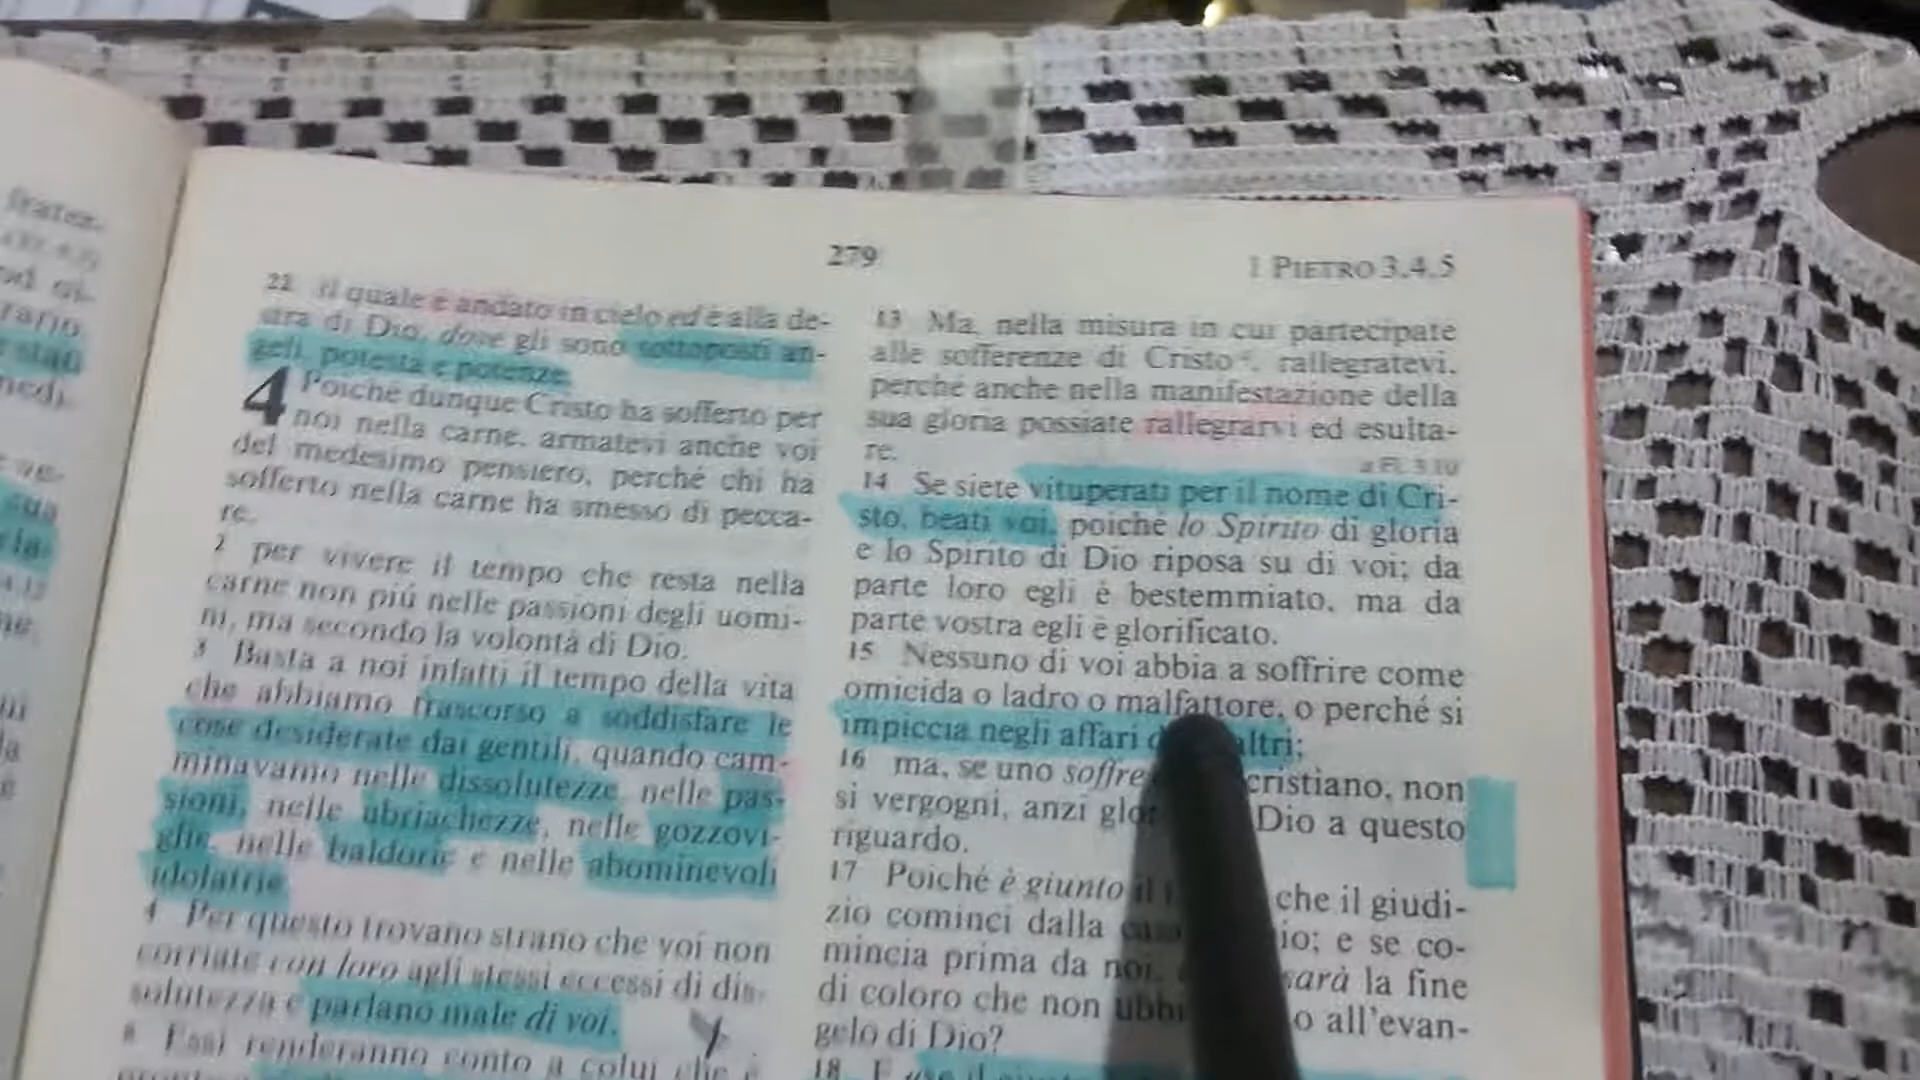 279
1 PIETRO 3.4.5
22 il quale è andato in cielo ed è alla de-
stra di Dio, dove gli sono sottoposti an-
geli, potestà e potenze.
4 Poiché dunque Cristo ha sofferto per
noi nella carne, armatevi anche voi
del medesimo pensiero, perché chi ha
sofferto nella carne ha smesso di pecca-
re,
2 per vivere il tempo che resta nella
carne non piú nelle passioni degli uomi-
ni, ma secondo la volontà di Dio.
3 Basta a noi infatti il tempo della vita
che abbiamo trascorso a soddisfare le
cose desiderate dai gentili, quando cam-
minavamo nelle dissolutezze, nelle pas-
sioni, nelle ubriachezze, nelle gozzovi-
glie, nelle baldorie e nelle abominevoli
idolatrie.
4 Per questo trovano strano che voi non
corriate con loro agli stessi eccessi di dis-
solutezza e parlano male di voi.
Essi renderanno conto a colui che è
13 Ma, nella misura in cui partecipate
alle sofferenze di Cristo a, rallegratevi,
perché anche nella manifestazione della
sua gloria possiate rallegrarvi ed esulta-
re.
a Fl. 3.10
14 Se siete vituperati per il nome di Cri-
sto, beati voi, poiché lo Spirito di gloria
e lo Spirito di Dio riposa su di voi; da
parte loro egli è bestemmiato, ma da
parte vostra egli è glorificato.
15 Nessuno di voi abbia a soffrire come
omicida o ladro o malfattore, o perché si
impiccia negli affari altri;
16 ma, se uno soffre cristiano, non
si vergogni, anzi Dio a questo
riguardo.
17 Poiché è giunto il che il giudi-
zio cominci dalla
mincia prima da noi, sarà la fine
di coloro che non all'evan-
gelo di Dio?
18 E